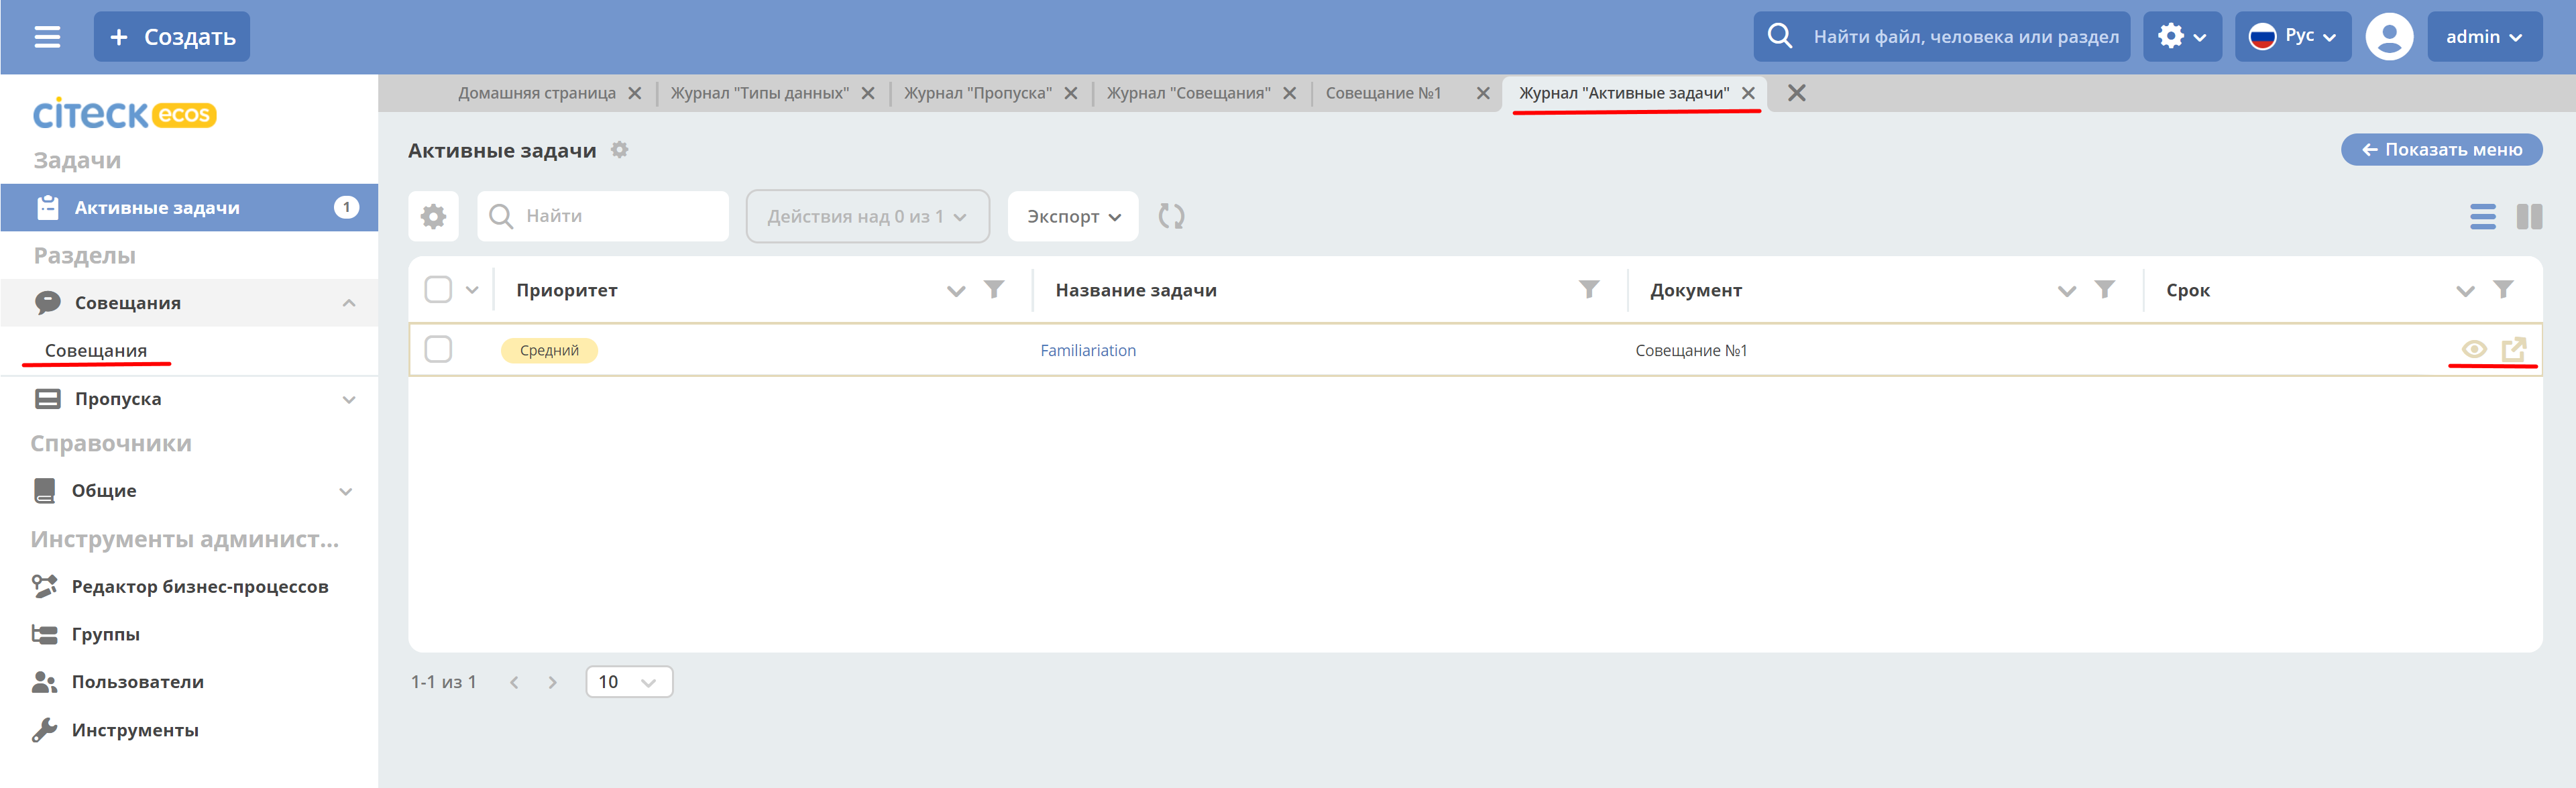 Создать
Найти файл, человека или раздел
Рус
admin
citeck ecos
Домашняя страница
Журнал "Типы данных"
Журнал "Пропуска"
Журнал "Совещания"
Совещание №1
Журнал "Активные задачи"
Задачи
Активные задачи 1
Разделы
Совещания
Совещания
Пропуска
Справочники
Общие
Инструменты админист...
Редактор бизнес-процессов
Группы
Пользователи
Инструменты
Активные задачи
Показать меню
Найти
Действия над 0 из 1
Экспорт
Приоритет Название задачи Документ Срок
Средний Familiariation Совещание №1
1-1 из 1 10